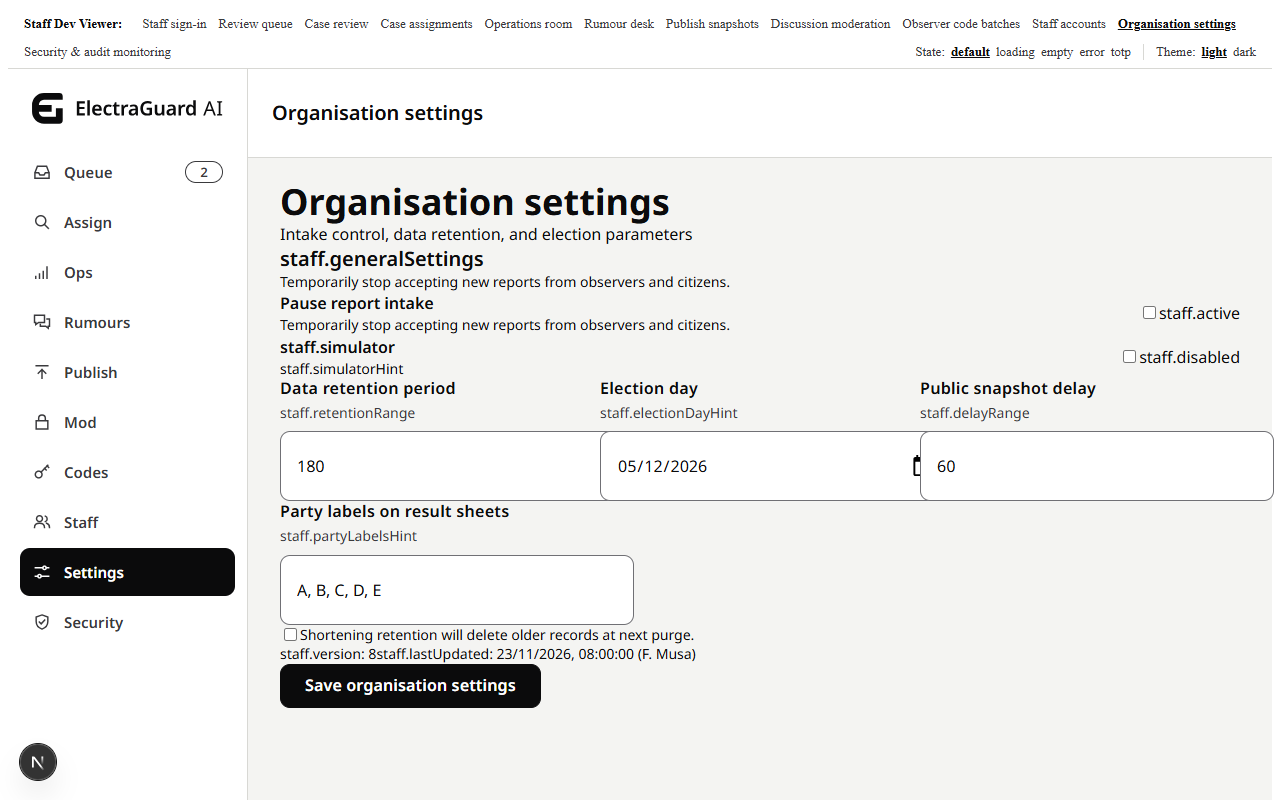 Staff Dev Viewer: Staff sign-in Review queue Case review Case assignments Operations room Rumour desk Publish snapshots Discussion moderation Observer code batches Staff accounts Organisation settings
Security & audit monitoring State: default loading empty error totp Theme: light dark
ElectraGuard AI
Organisation settings
Queue 2
Assign
Ops
Rumours
Publish
Mod
Codes
Staff
Settings
Security
N
Organisation settings
Intake control, data retention, and election parameters
staff.generalSettings
Temporarily stop accepting new reports from observers and citizens.
Pause report intake
Temporarily stop accepting new reports from observers and citizens.
staff.active
staff.simulator
staff.simulatorHint
staff.disabled
Data retention period Election day Public snapshot delay
staff.retentionRange staff.electionDayHint staff.delayRange
180 05/12/2026 60
Party labels on result sheets
staff.partyLabelsHint
A, B, C, D, E
Shortening retention will delete older records at next purge.
staff.version: 8staff.lastUpdated: 23/11/2026, 08:00:00 (F. Musa)
Save organisation settings